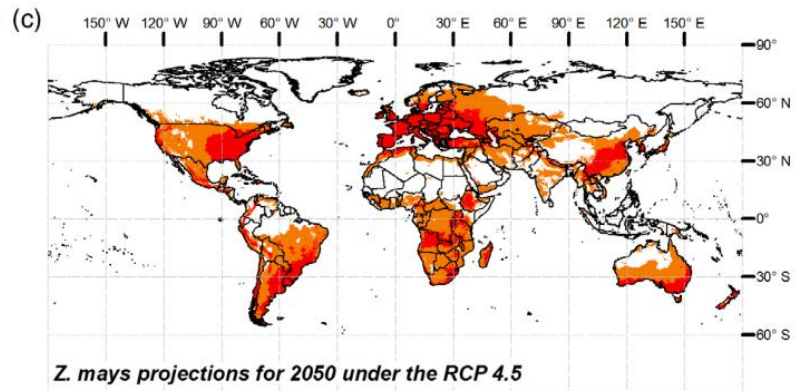 (c)
150° W 120° W 90° W 60° W 30° W 0° 30° E 60° E 90° E 120° E 150° E
90°
60° N
30° N
0°
30° S
60° S
Z. mays projections for 2050 under the RCP 4.5